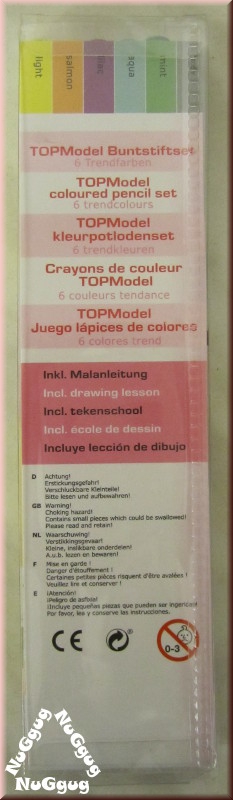 light
salmon
lilac
aqua
mint
TOPModel Buntstiftset
6 Trendfarben
TOPModel
coloured pencil set
6 trendcolours
TOPModel
kleurpotlodenset
6 trendkleuren
Crayons de couleur
TOPModel
6 couleurs tendance
TOPModel
Juego lápices de colores
6 colores trend
Inkl. Malanleitung
Incl. drawing lesson
Incl. tekenschool
Incl. école de dessin
Incluye lección de dibujo
D Achtung!
Erstickungsgefahr!
Verschluckbare Kleinteile!
Bitte lesen und aufbewahren!
GB Warning!
Choking hazard!
Contains small pieces which could be swallowed!
Please read and retain!
NL Waarschuwing!
Verstikkingsgevaar!
Kleine, inslikbare onderdelen!
A.u.b. lezen en bewaren!
F Mise en garde !
Danger d'étouffement !
Certaines petites pièces risquent d'être avalées !
Veuillez lire et conserver !
E ¡Atención!
¡Peligro de asfixia!
¡Incluye pequeñas piezas que pueden ser ingeridas!
Por favor, lea y conserve las instrucciones.
CE
0-3
NuGgug
NuGgug
NuGgug